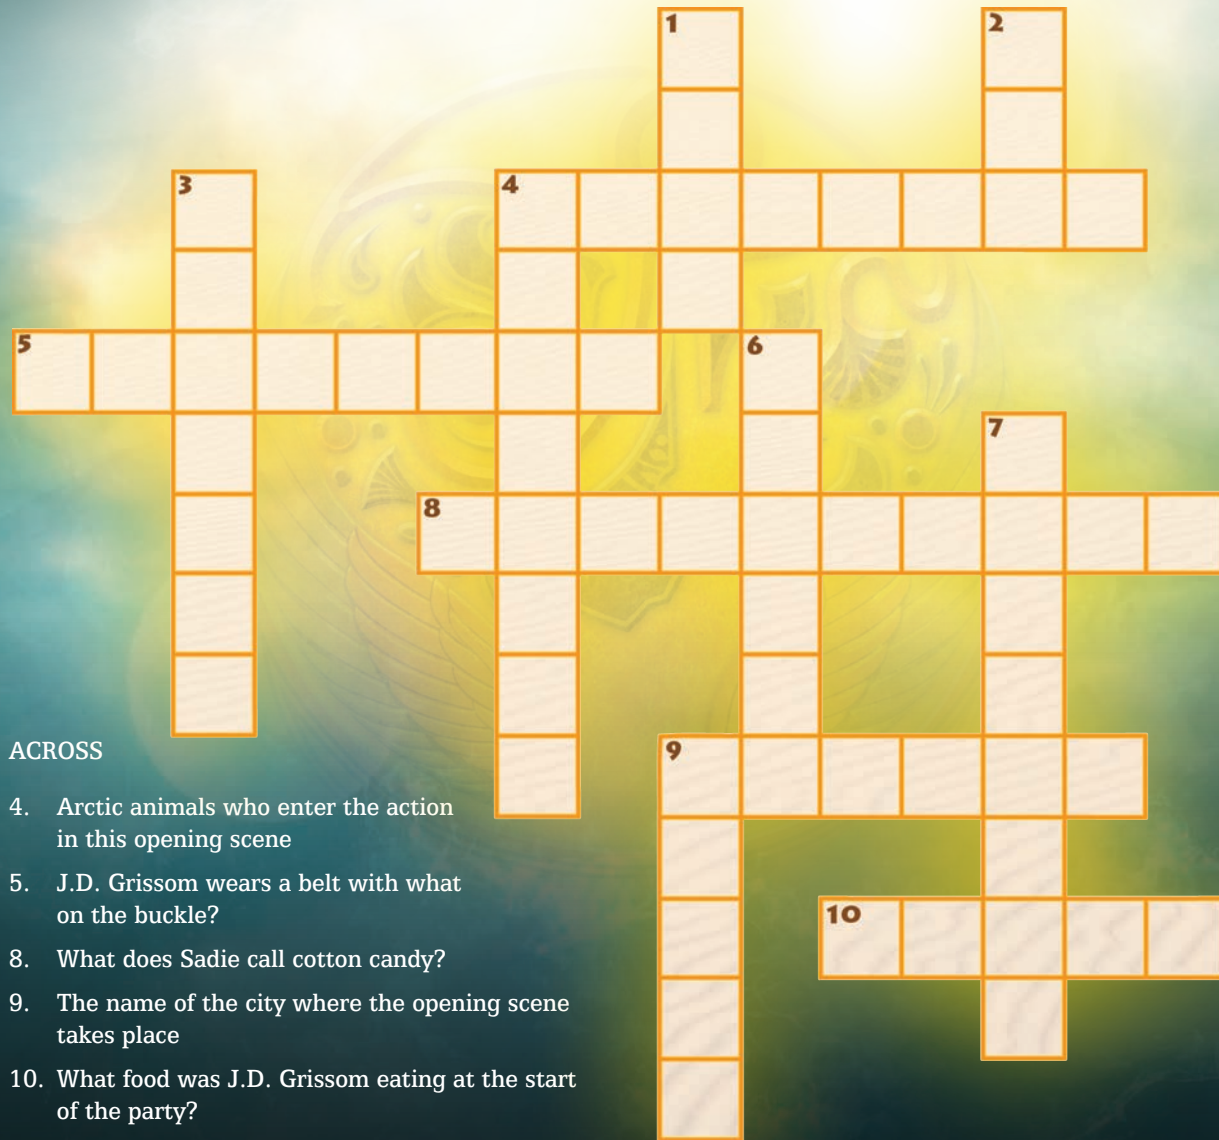 1
2
3
4
5
6
7
8
9
10
ACROSS
4. Arctic animals who enter the action
in this opening scene
5. J.D. Grissom wears a belt with what
on the buckle?
8. What does Sadie call cotton candy?
9. The name of the city where the opening scene
takes place
10. What food was J.D. Grissom eating at the start
of the party?